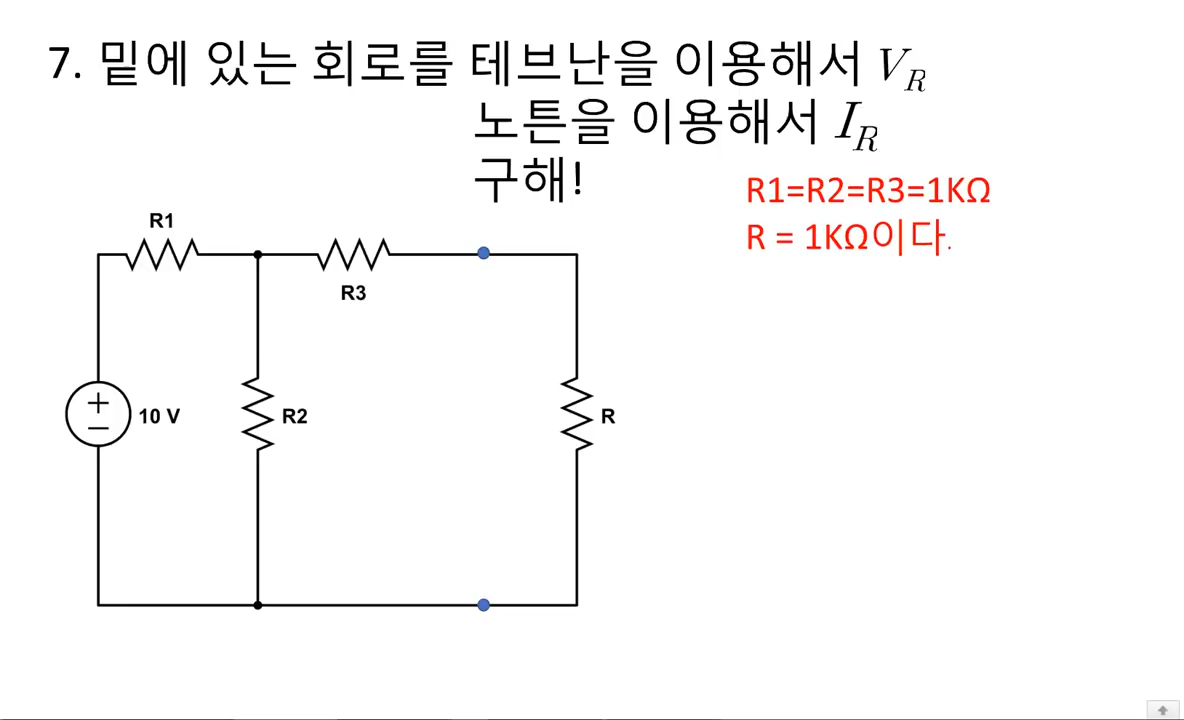 7. 밑에 있는 회로를 테브난을 이용해서 V_R
노튼을 이용해서 I_R
구해!
R1=R2=R3=1KΩ
R = 1KΩ이다.
R1
R3
+
−
10 V
R2
R